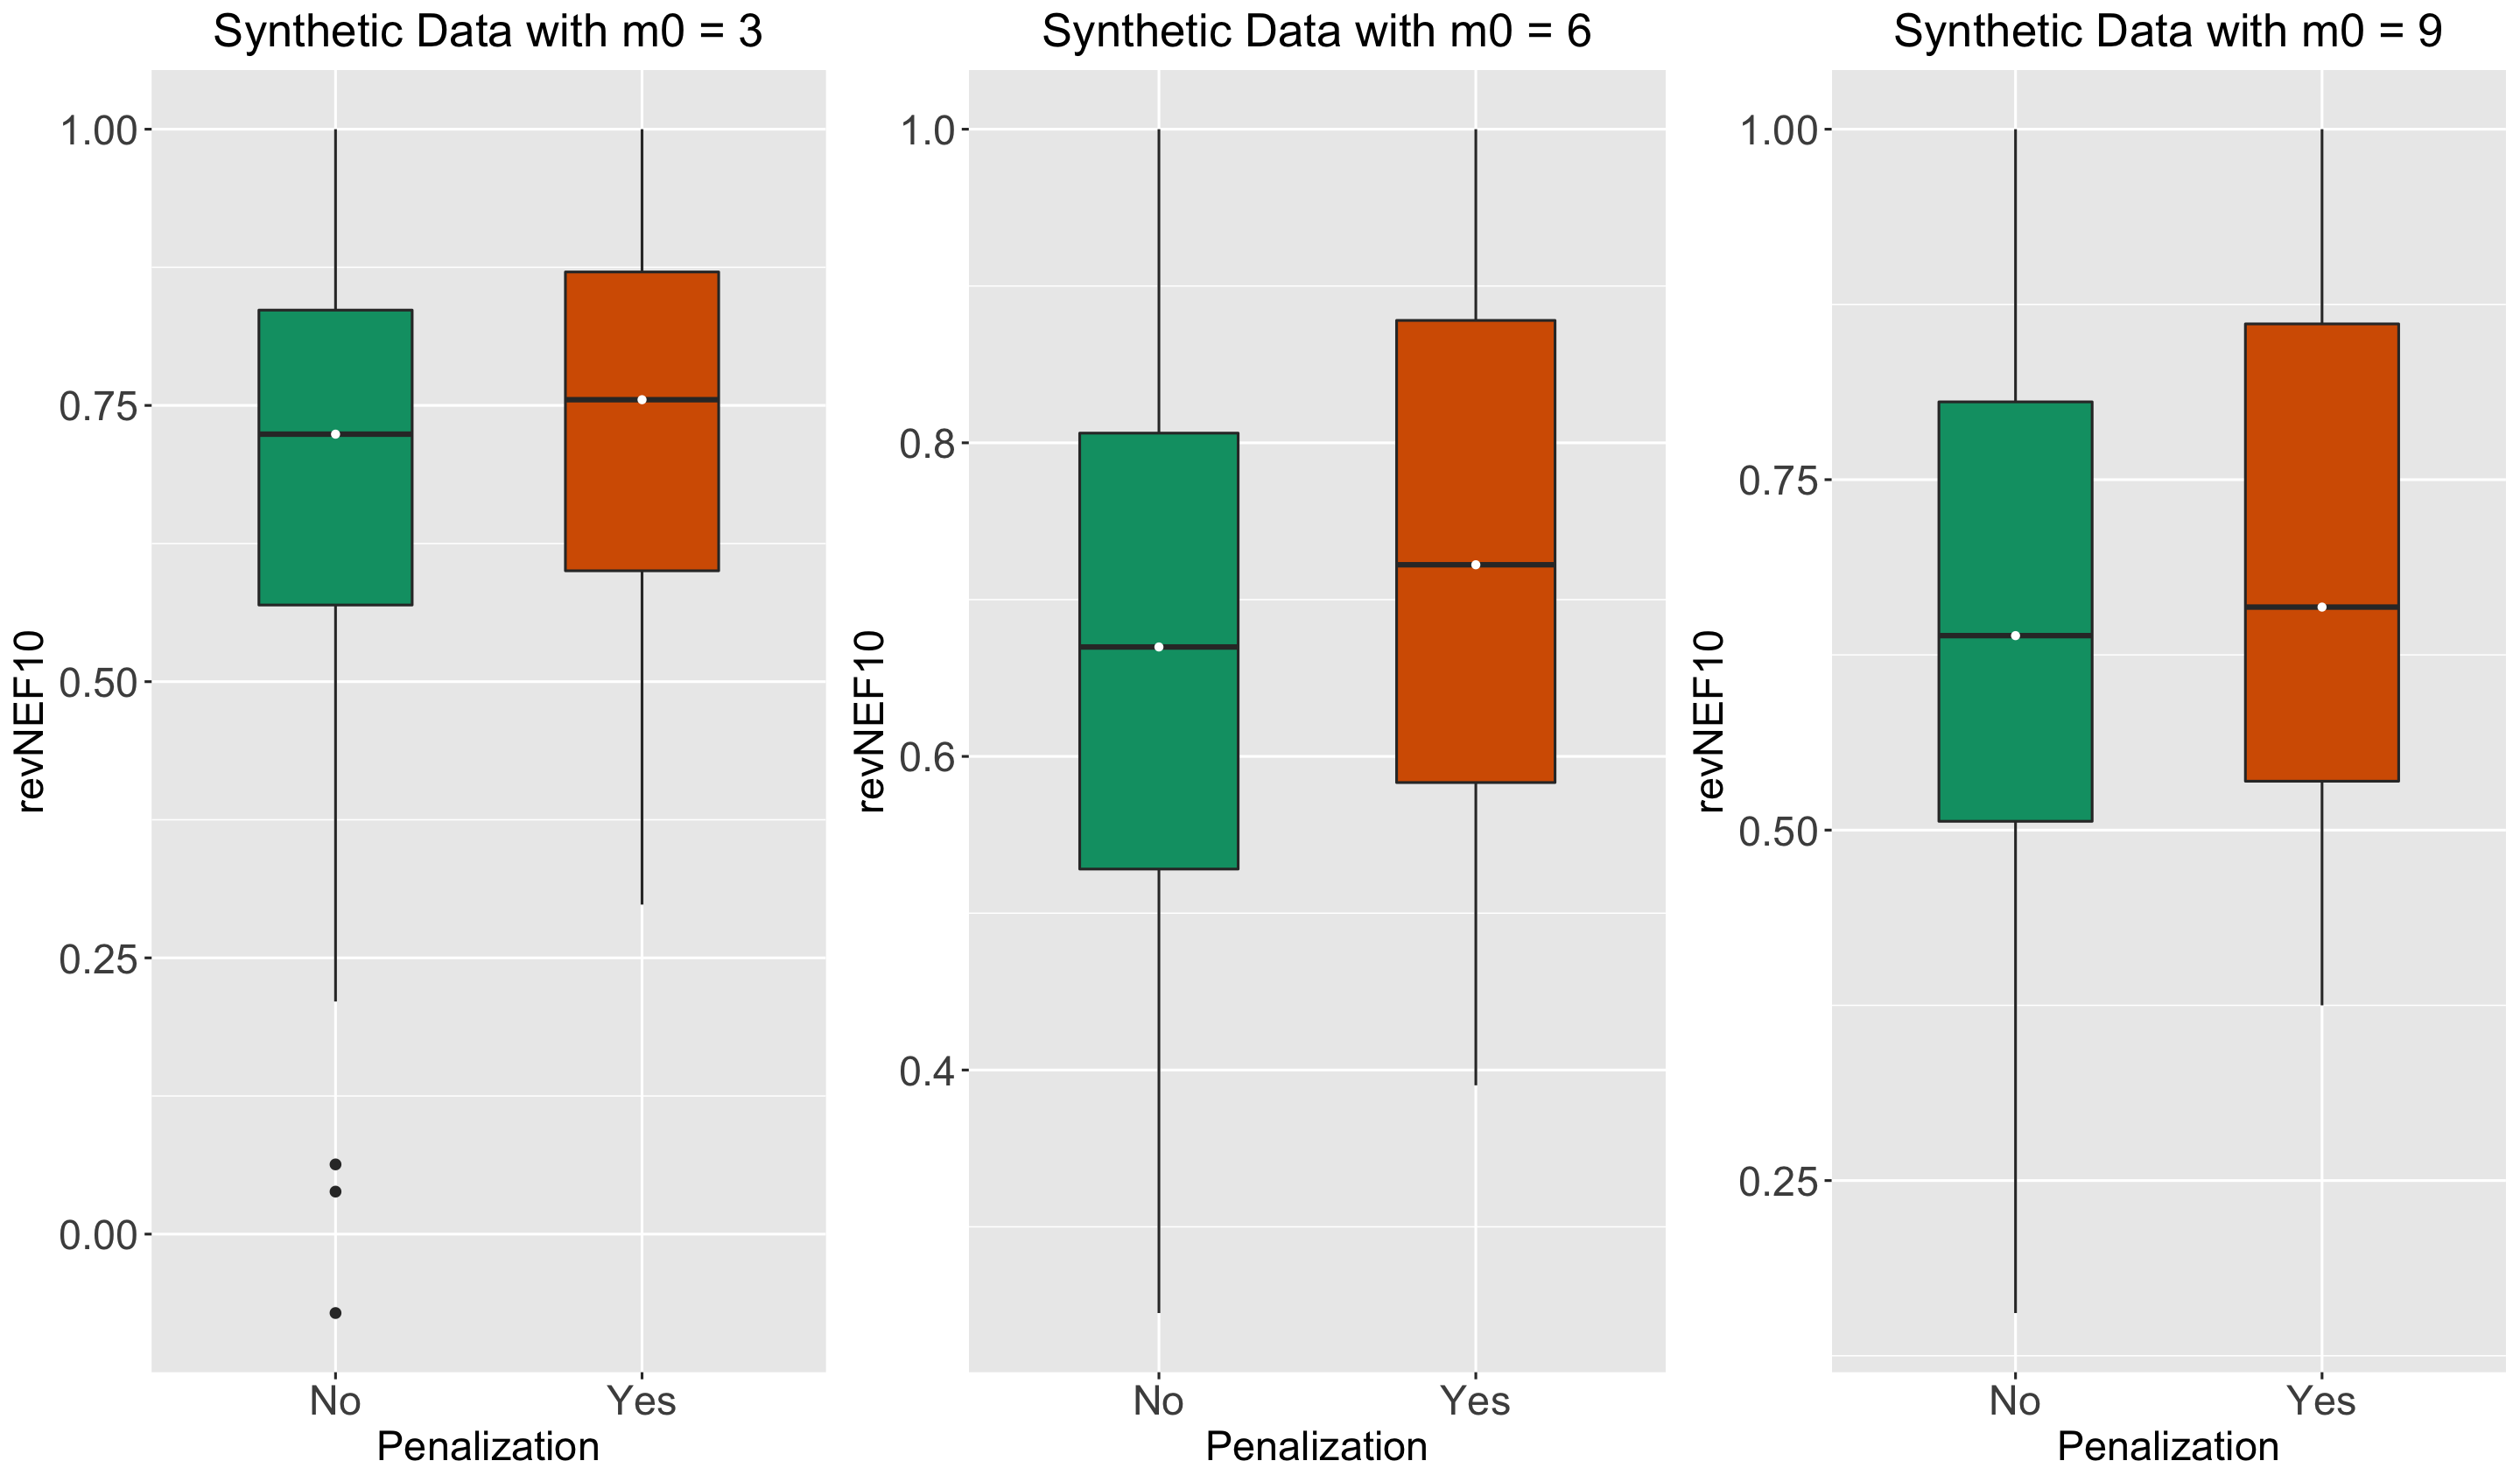 Synthetic Data with m0 = 3
revNEF10
1.00
0.75
0.50
0.25
0.00
No
Yes
Penalization
Synthetic Data with m0 = 6
revNEF10
1.0
0.8
0.6
0.4
No
Yes
Penalization
Synthetic Data with m0 = 9
revNEF10
1.00
0.75
0.50
0.25
No
Yes
Penalization